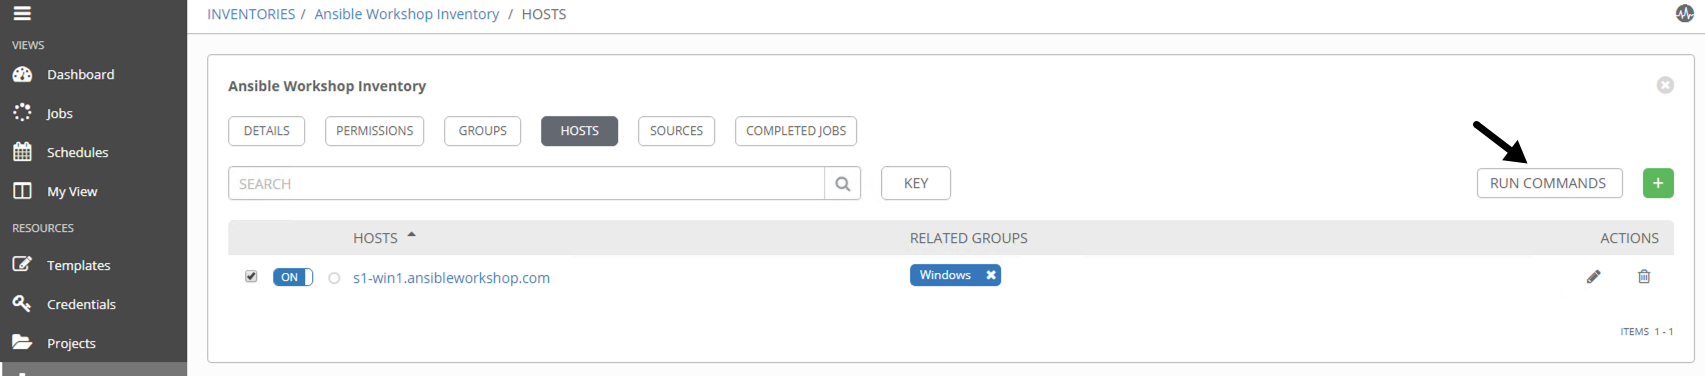 INVENTORIES / Ansible Workshop Inventory / HOSTS
VIEWS
Dashboard
Jobs
Schedules
My View
RESOURCES
Templates
Credentials
Projects
Ansible Workshop Inventory
DETAILS PERMISSIONS GROUPS HOSTS SOURCES COMPLETED JOBS
SEARCH KEY RUN COMMANDS +
HOSTS RELATED GROUPS ACTIONS
ON s1-win1.ansibleworkshop.com Windows
ITEMS 1 - 1